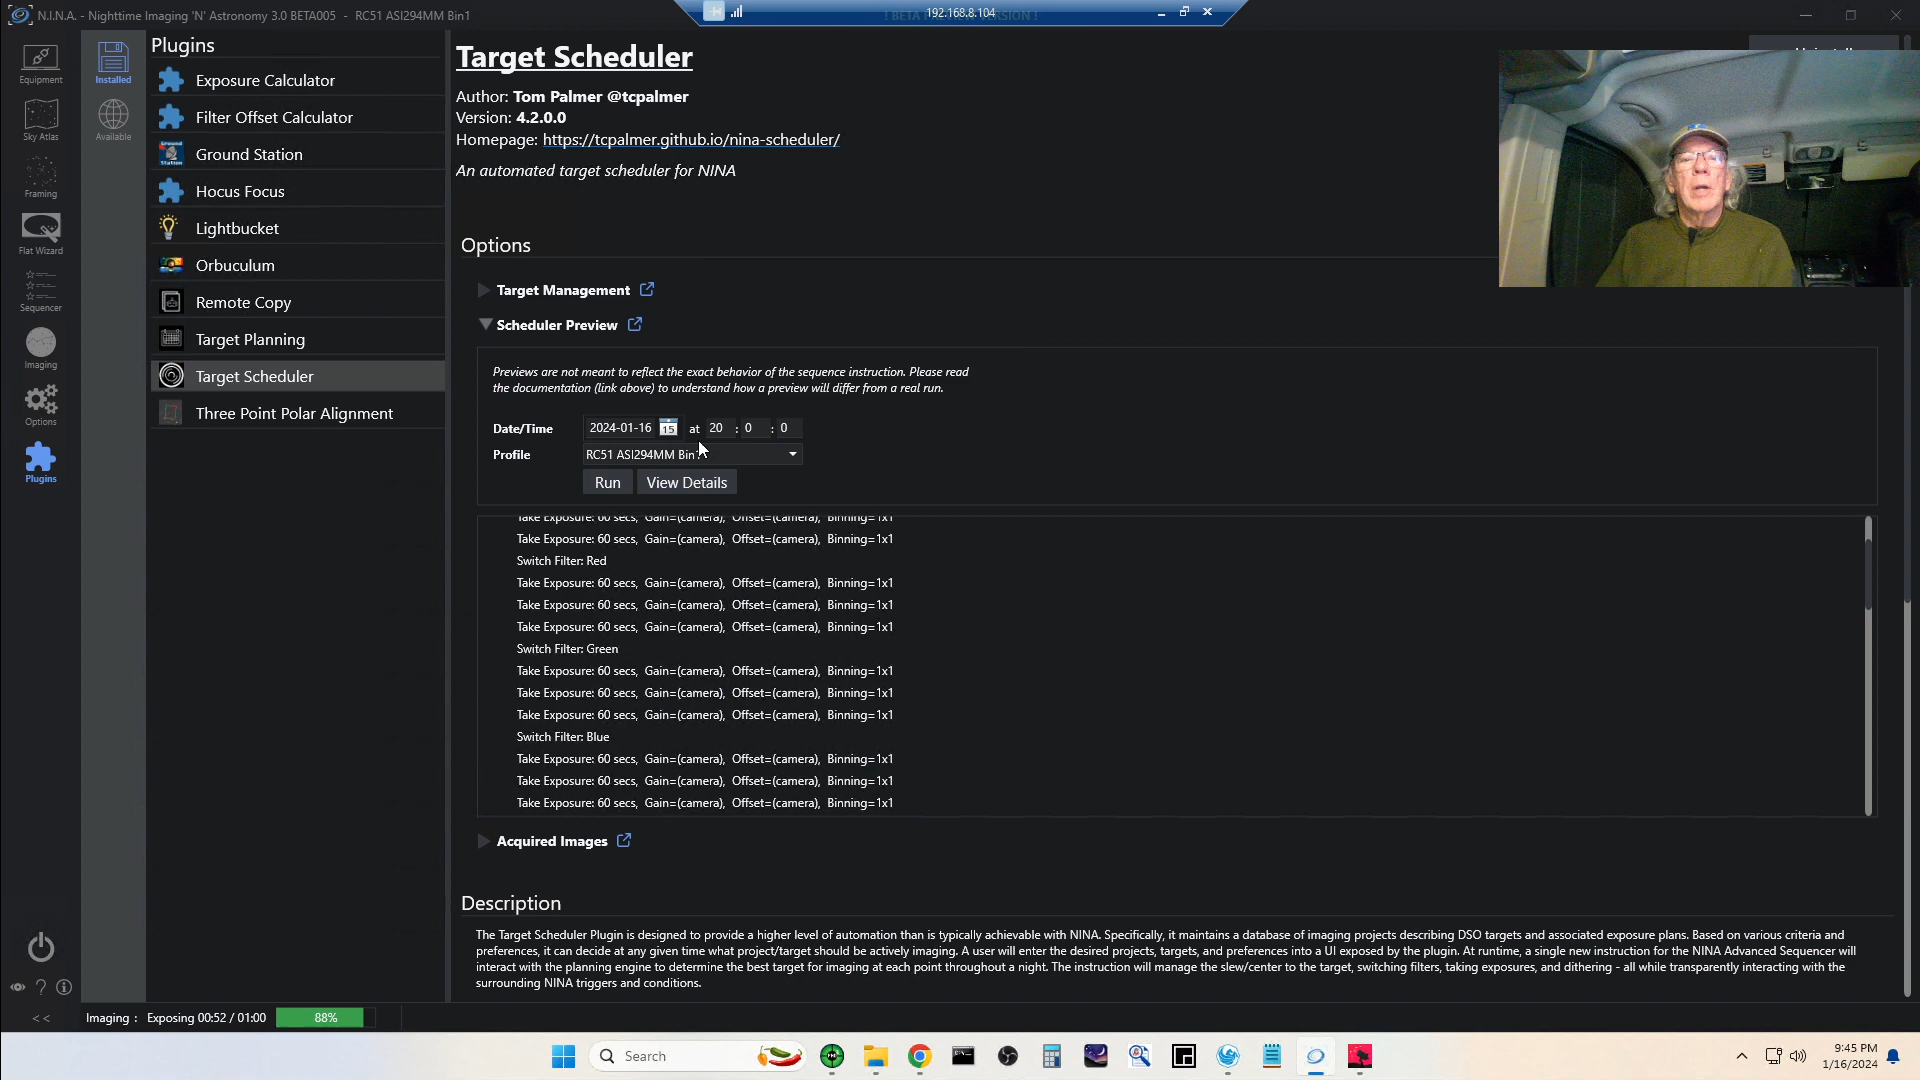 N.I.N.A. - Nighttime Imaging 'N' Astronomy 3.0 BETA005 - RC51 ASI294MM Bin1
192.168.8.104
Equipment
Sky Atlas
Framing
Flat Wizard
Sequencer
Imaging
Options
Plugins
Installed
Available
Plugins
Exposure Calculator
Filter Offset Calculator
Ground Station
Hocus Focus
Lightbucket
Orbuculum
Remote Copy
Target Planning
Target Scheduler
Three Point Polar Alignment
Target Scheduler
Author: Tom Palmer @tcpalmer
Version: 4.2.0.0
Homepage: https://tcpalmer.github.io/nina-scheduler/
An automated target scheduler for NINA
Options
Target Management
Scheduler Preview
Previews are not meant to reflect the exact behavior of the sequence instruction. Please read
the documentation (link above) to understand how a preview will differ from a real run.
Date/Time 2024-01-16 15 at 20 : 0 : 0
Profile RC51 ASI294MM Bin1
Run View Details
Take Exposure: 60 secs, Gain=(camera), Offset=(camera), Binning=1x1
Take Exposure: 60 secs, Gain=(camera), Offset=(camera), Binning=1x1
Switch Filter: Red
Take Exposure: 60 secs, Gain=(camera), Offset=(camera), Binning=1x1
Take Exposure: 60 secs, Gain=(camera), Offset=(camera), Binning=1x1
Take Exposure: 60 secs, Gain=(camera), Offset=(camera), Binning=1x1
Switch Filter: Green
Take Exposure: 60 secs, Gain=(camera), Offset=(camera), Binning=1x1
Take Exposure: 60 secs, Gain=(camera), Offset=(camera), Binning=1x1
Take Exposure: 60 secs, Gain=(camera), Offset=(camera), Binning=1x1
Switch Filter: Blue
Take Exposure: 60 secs, Gain=(camera), Offset=(camera), Binning=1x1
Take Exposure: 60 secs, Gain=(camera), Offset=(camera), Binning=1x1
Take Exposure: 60 secs, Gain=(camera), Offset=(camera), Binning=1x1
Acquired Images
Description
The Target Scheduler Plugin is designed to provide a higher level of automation than is typically achievable with NINA. Specifically, it maintains a database of imaging projects describing DSO targets and associated exposure plans. Based on various criteria and
preferences, it can decide at any given time what project/target should be actively imaging. A user will enter the desired projects, targets, and preferences into a UI exposed by the plugin. At runtime, a single new instruction for the NINA Advanced Sequencer will
interact with the planning engine to determine the best target for imaging at each point throughout a night. The instruction will manage the slew/center to the target, switching filters, taking exposures, and dithering - all while transparently interacting with the
surrounding NINA triggers and conditions.
<< Imaging : Exposing 00:52 / 01:00 88%
Search
9:45 PM
1/16/2024